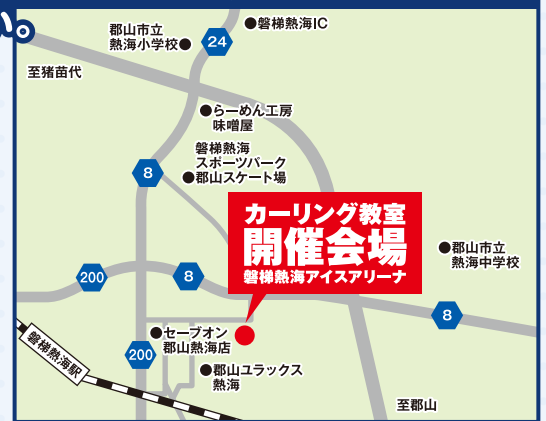 い。
郡山市立
熱海小学校
磐梯熱海IC
24
至猪苗代
らーめん工房
味噌屋
磐梯熱海
スポーツパーク
郡山スケート場
8
カーリング教室
開催会場
磐梯熱海アイスアリーナ
郡山市立
熱海中学校
200
8
8
セーブオン
郡山熱海店
200
磐梯熱海駅
郡山ユラックス
熱海
至郡山